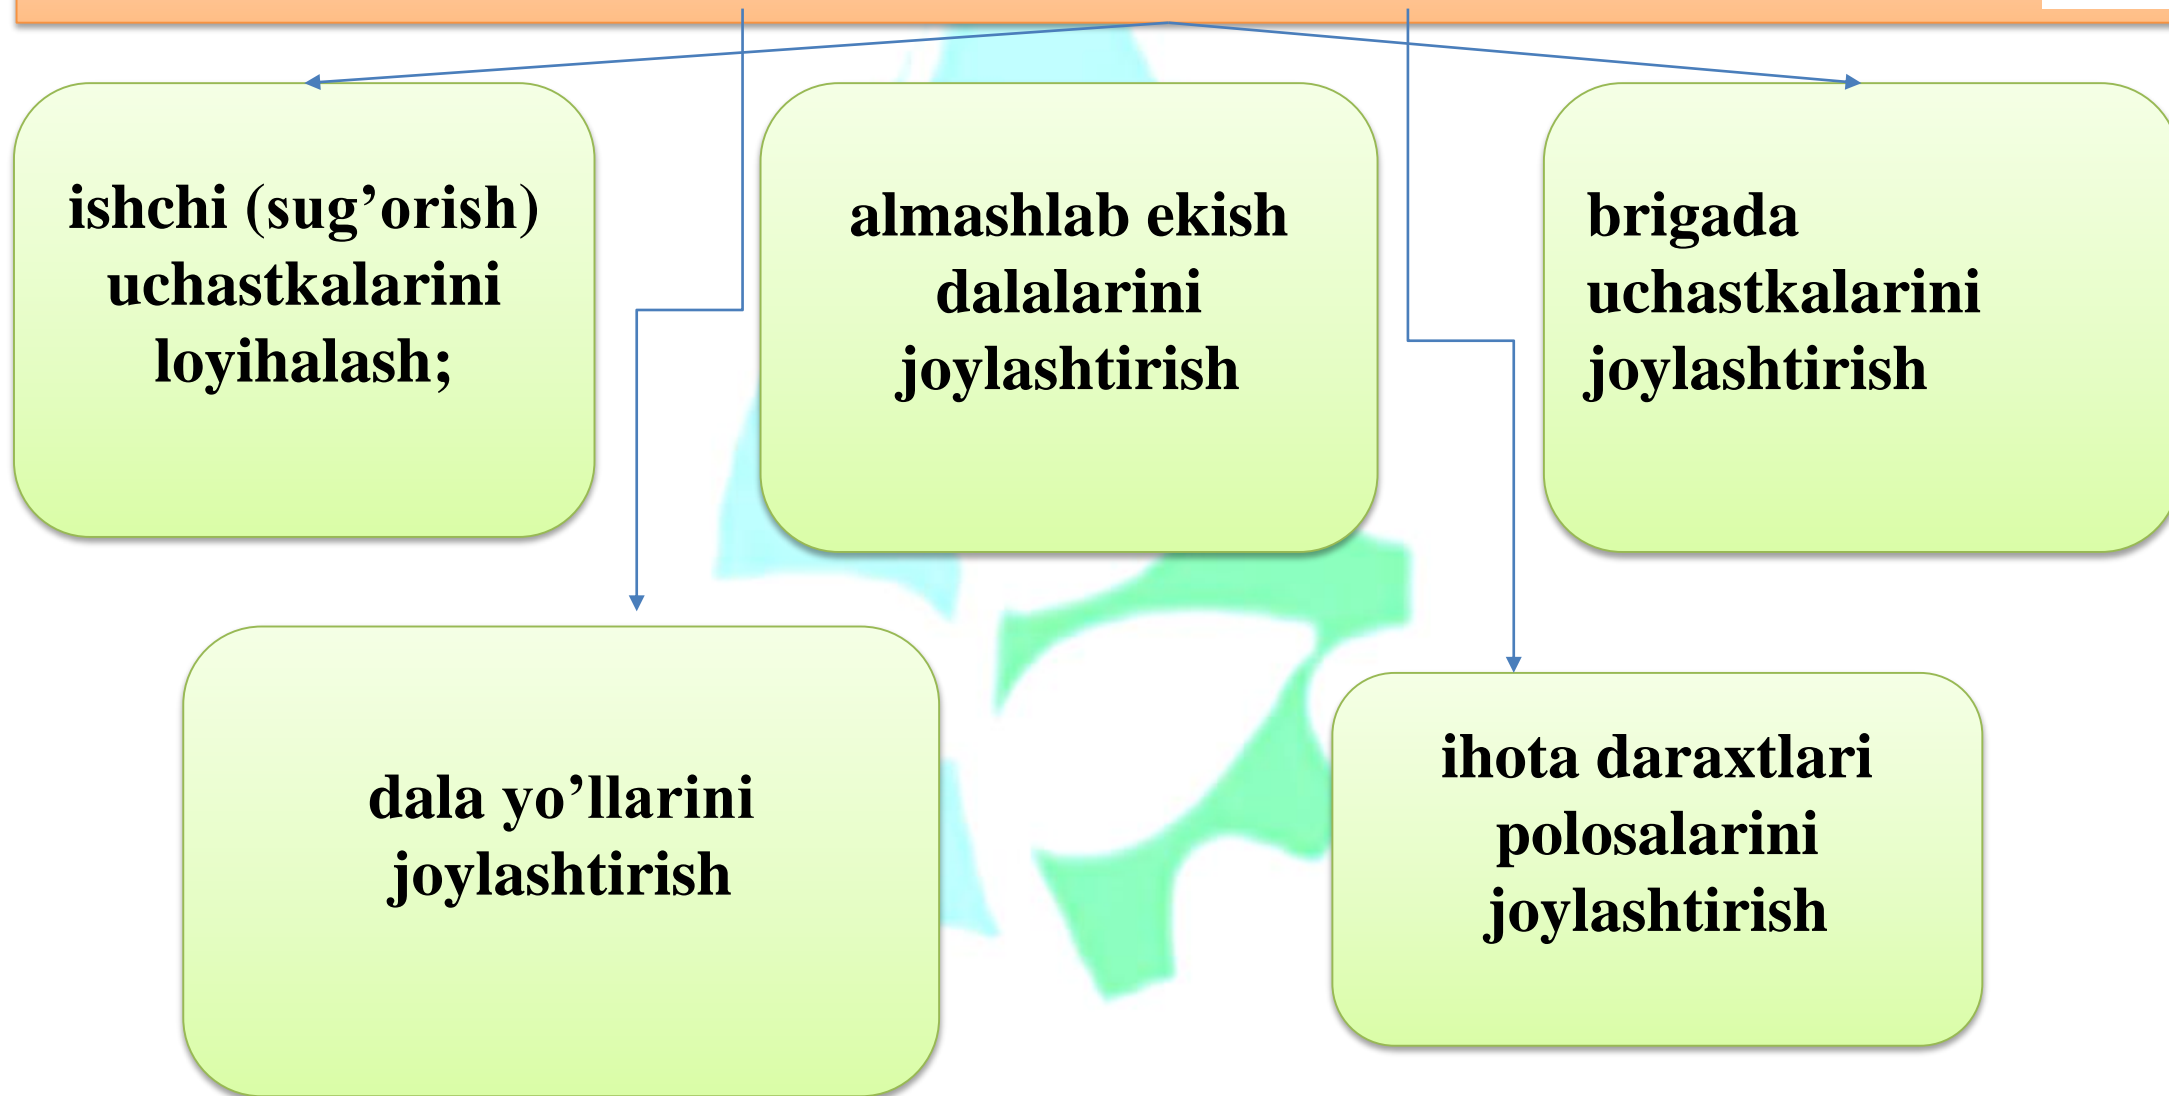 ishchi (sug’orish)
uchastkalarini
loyihalash;
almashlab ekish
dalalarini
joylashtirish
brigada
uchastkalarini
joylashtirish
dala yo’llarini
joylashtirish
ihota daraxtlari
polosalarini
joylashtirish